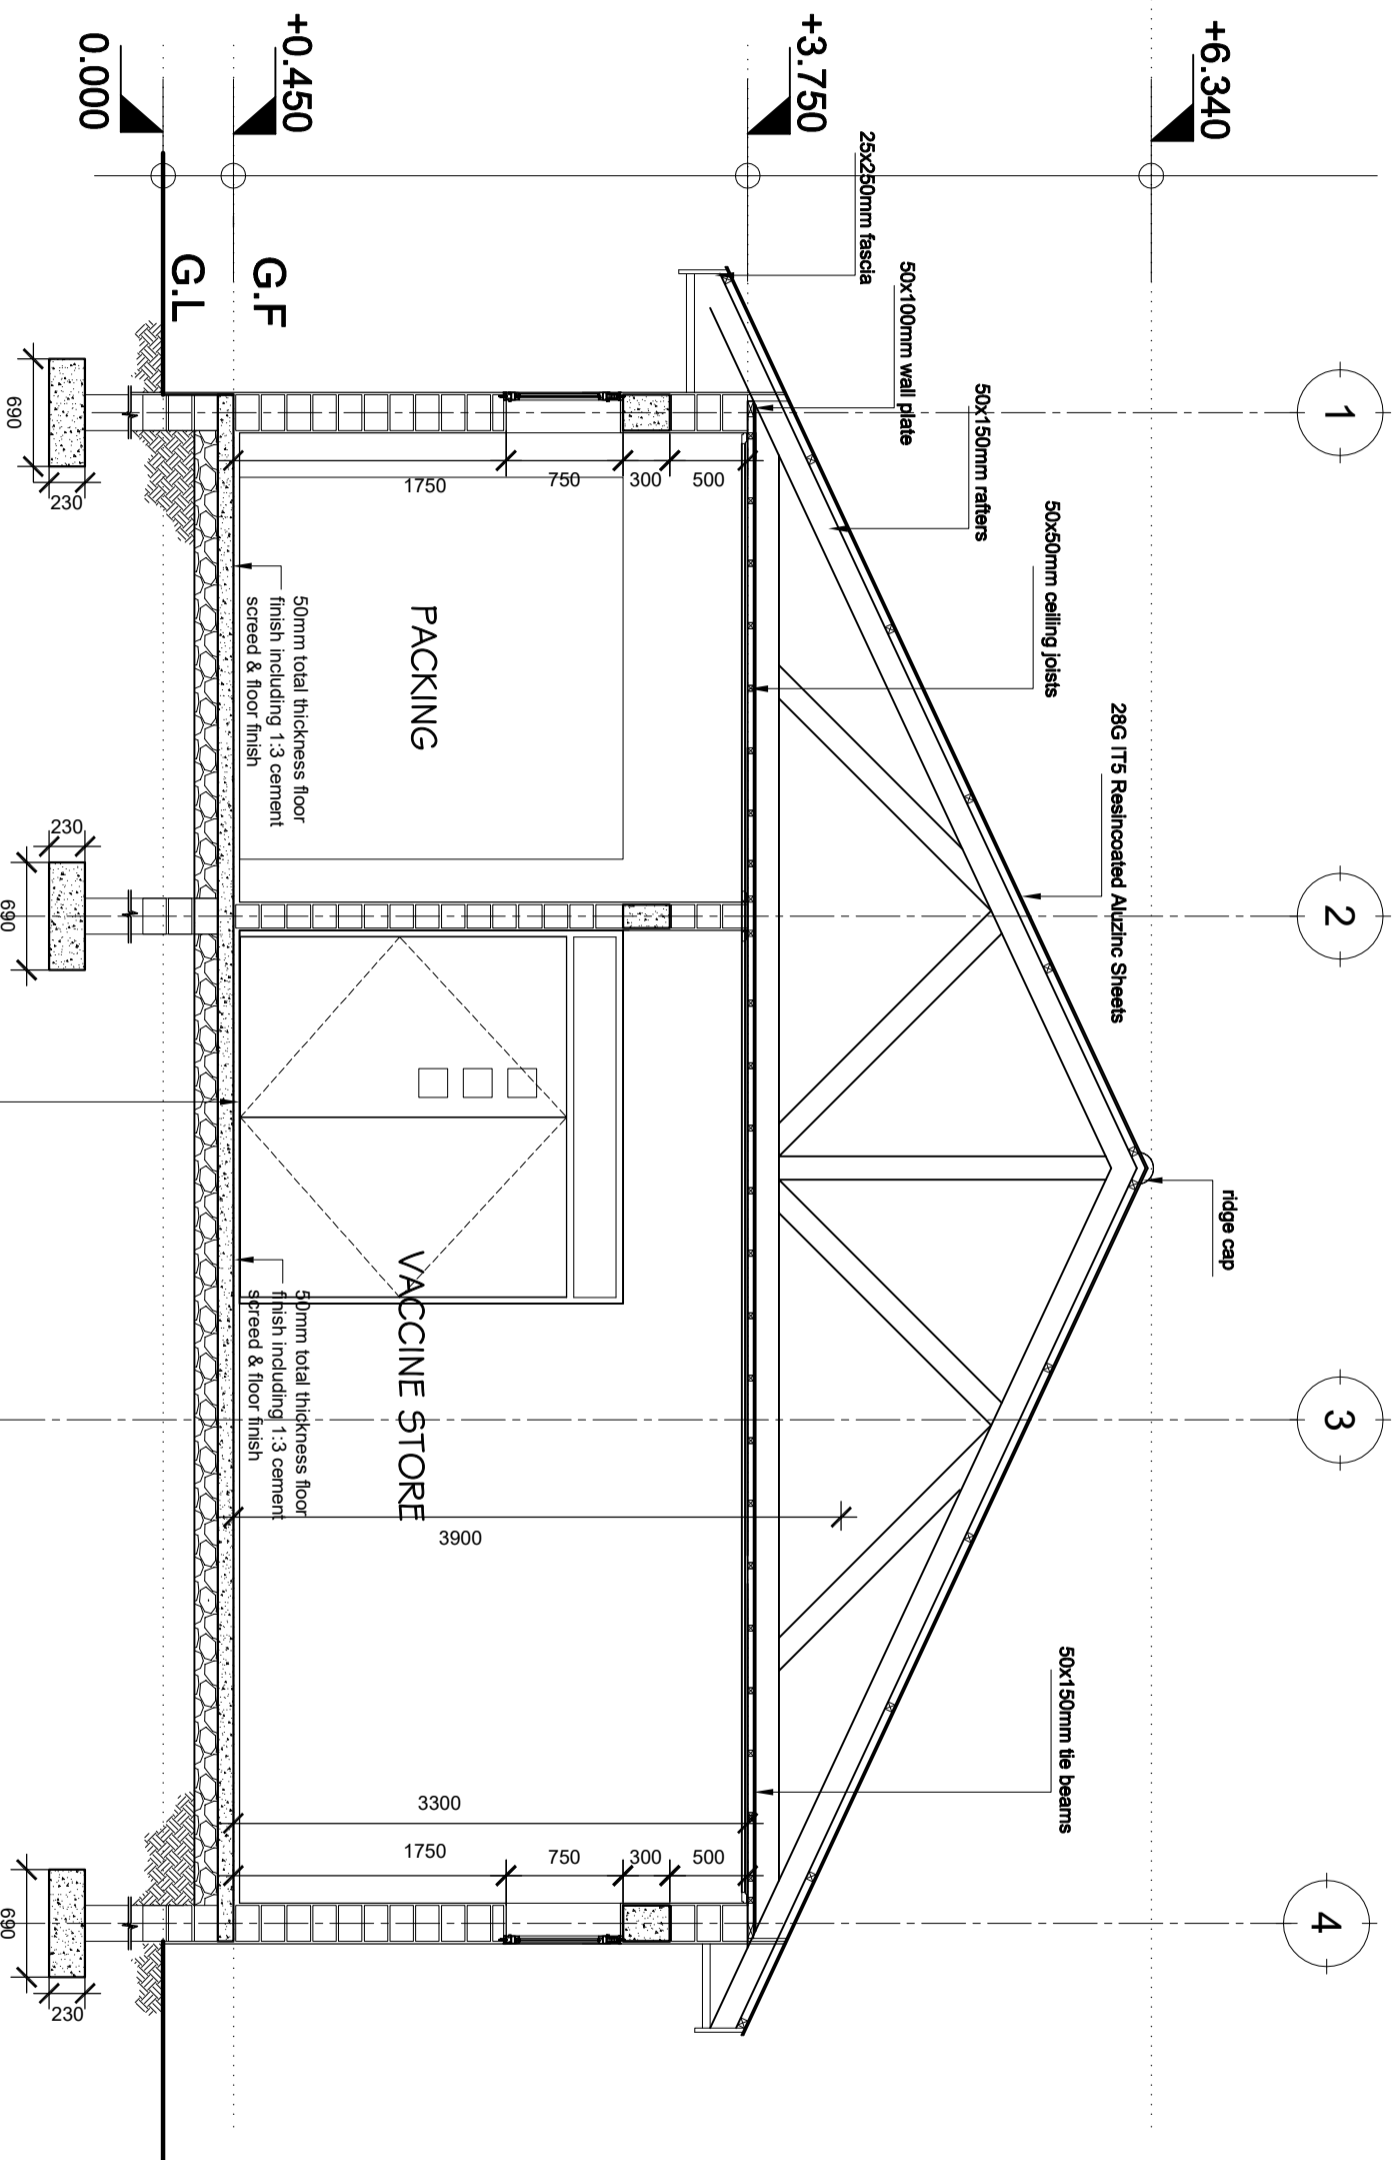 1
2
3
4
+6.340
+3.750
+0.450
0.000
G.F
G.L
25x250mm fascia
50x100mm wall plate
50x150mm rafters
50x50mm ceiling joists
28G IT5 Resincoated Aluzinc Sheets
ridge cap
50x150mm tie beams
500
300
750
1750
PACKING
50mm total thickness floor
finish including 1:3 cement
screed & floor finish
VACCINE STORE
50mm total thickness floor
finish including 1:3 cement
screed & floor finish
3900
3300
500
300
750
1750
230
690
230
690
230
690